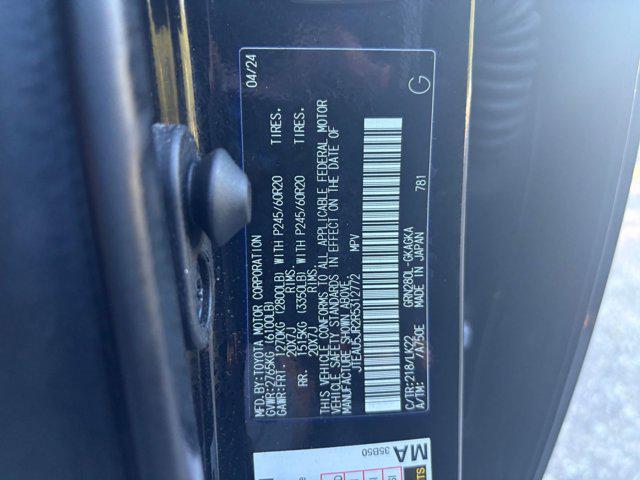 MFD.BY:TOYOTA MOTOR CORPORATION 04/24
GVWR:2765KG (6100LB)
GAWR:FRT. 1270KG (2800LB) WITH P245/60R20 TIRES.
20X7J RIMS.
RR. 1515KG (3350LB) WITH P245/60R20 TIRES.
20X7J RIMS.
THIS VEHICLE CONFORMS TO ALL APPLICABLE FEDERAL MOTOR
VEHICLE SAFETY STANDARDS IN EFFECT ON THE DATE OF
MANUFACTURE SHOWN ABOVE.
JTEAU5JR2R5312772 MPV
C/TR:218/LK22 GRN280L-GKAGKA
A/TM: /A750E MADE IN JAPAN 781
G
MA
35B50